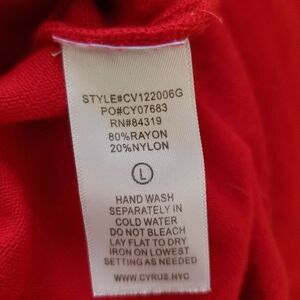 STYLE#CV122006G
PO#CY07683
RN#84319
80%RAYON
20%NYLON
L
HAND WASH
SEPARATELY IN
COLD WATER
DO NOT BLEACH
LAY FLAT TO DRY
IRON ON LOWEST
SETTING AS NEEDED
WWW.CYRUS.NYC